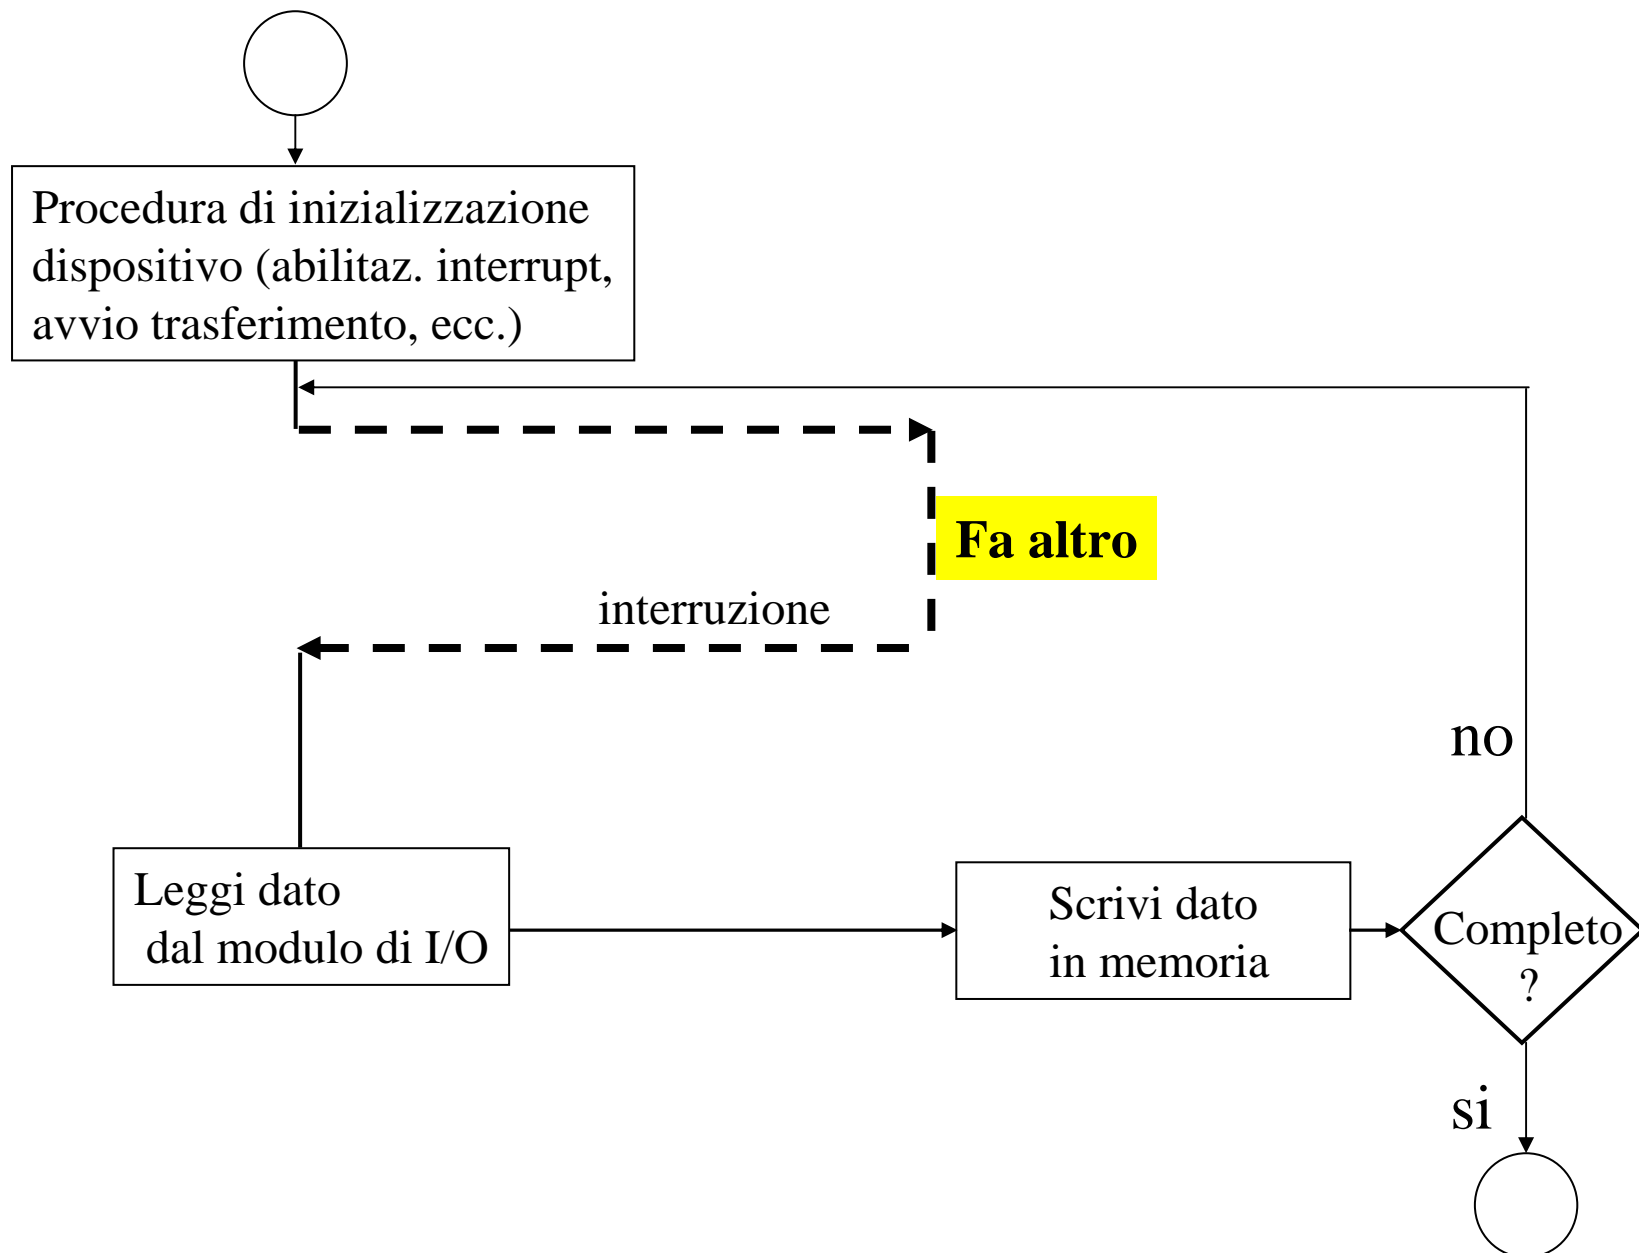 Procedura di inizializzazione
dispositivo (abilitaz. interrupt,
avvio trasferimento, ecc.)
Fa altro
interruzione
no
Leggi dato
dal modulo di I/O
Scrivi dato
in memoria
Completo
?
si